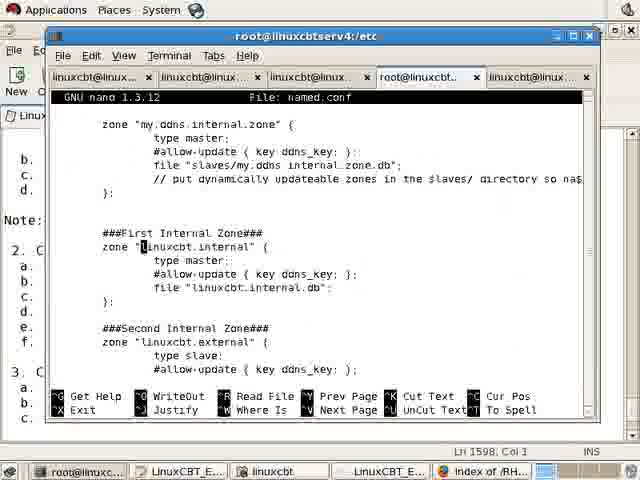 Applications Places System
root@linuxcbtserv4:/etc
File Edit View Terminal Tabs Help
linuxcbt@linux... linuxcbt@linux... linuxcbt@linux... root@linuxcbt.. linuxcbt@linux...
GNU nano 1.3.12 File: named.conf
zone "my.ddns.internal.zone" {
type master;
#allow-update { key ddns_key; };
file "slaves/my.ddns.internal.zone.db";
// put dynamically updateable zones in the slaves/ directory so na$
};
###First Internal Zone###
zone "linuxcbt.internal" {
type master;
#allow-update { key ddns_key; };
file "linuxcbt.internal.db";
};
###Second Internal Zone###
zone "linuxcbt.external" {
type slave;
#allow-update { key ddns_key; };
^G Get Help ^O WriteOut ^R Read File ^Y Prev Page ^K Cut Text ^C Cur Pos
^X Exit ^J Justify ^W Where Is ^V Next Page ^U UnCut Text ^T To Spell
File E
New
Linux
b.
c.
d.
Note:
2. C
a.
b.
c.
d.
e.
f.
3. C
a.
b.
c.
Ln 1598, Col 1 INS
root@linuxc... LinuxCBT_E... linuxcbt LinuxCBT_E... Index of /RH...